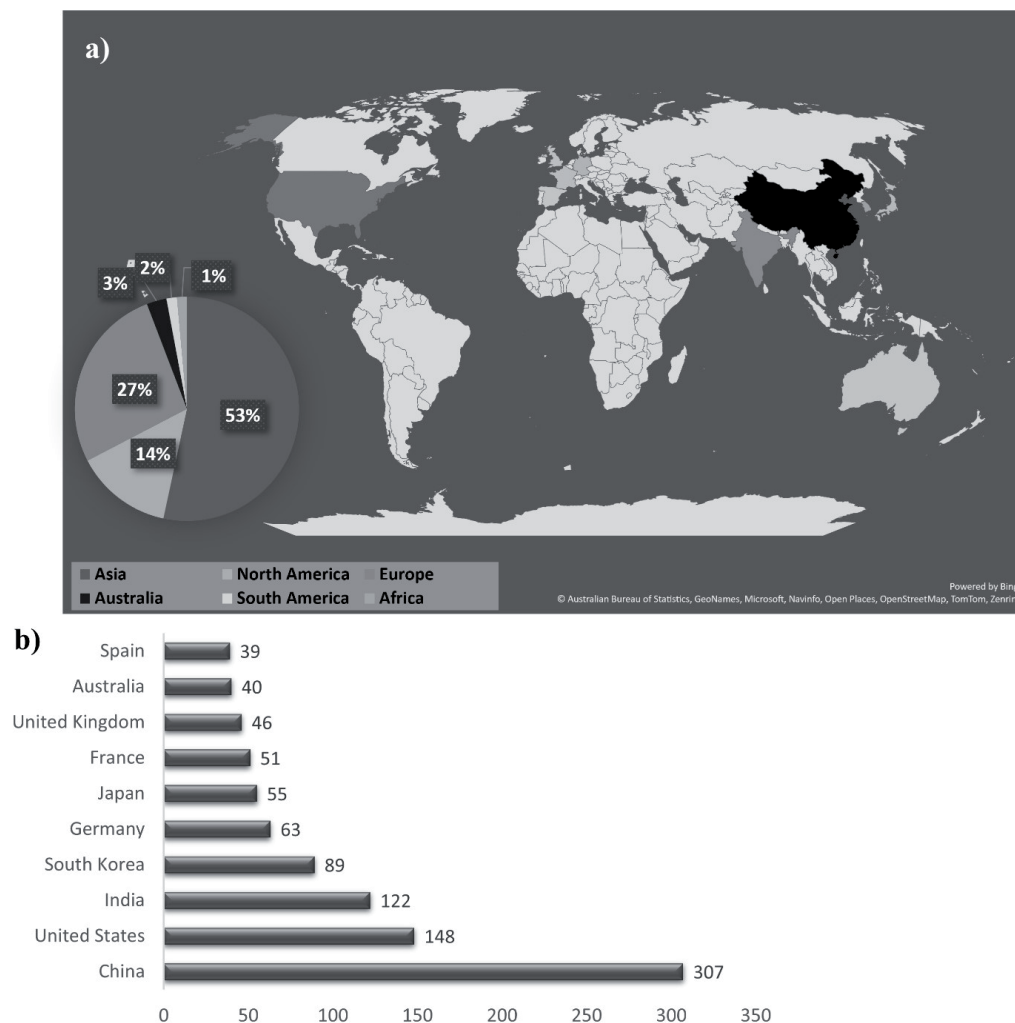 a)
3%
2%
1%
27%
53%
14%
Asia North America Europe
Australia South America Africa
Powered by Bing
© Australian Bureau of Statistics, GeoNames, Microsoft, Navinfo, Open Places, OpenStreetMap, TomTom, Zenrin
b)
Spain 39
Australia 40
United Kingdom 46
France 51
Japan 55
Germany 63
South Korea 89
India 122
United States 148
China 307
0 50 100 150 200 250 300 350